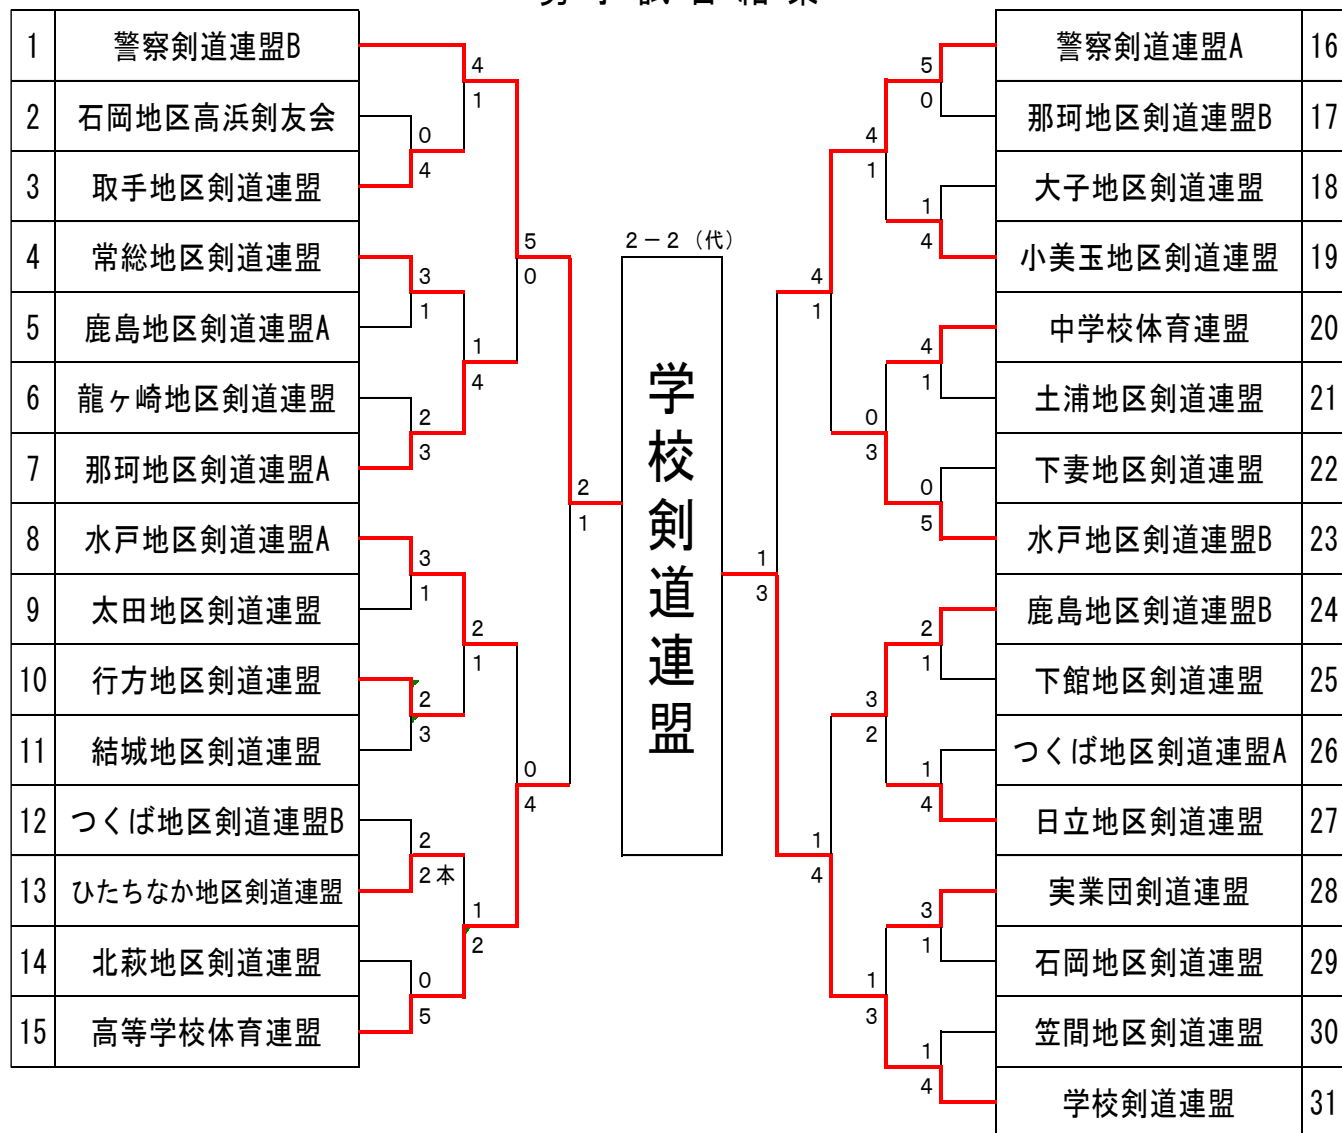 男子試合結果
1 警察剣道連盟B
2 石岡地区高浜剣友会
3 取手地区剣道連盟
4 常総地区剣道連盟
5 鹿島地区剣道連盟A
6 龍ヶ崎地区剣道連盟
7 那珂地区剣道連盟A
8 水戸地区剣道連盟A
9 太田地区剣道連盟
10 行方地区剣道連盟
11 結城地区剣道連盟
12 つくば地区剣道連盟B
13 ひたちなか地区剣道連盟
14 北萩地区剣道連盟
15 高等学校体育連盟
0
4
3
1
2
3
3
1
2
3
2
2本
0
5
4
1
1
4
2
1
1
2
5
0
0
4
2
1
2－2（代）
学校剣道連盟
1
3
4
1
1
4
4
1
0
3
3
2
1
3
5
0
1
4
4
1
0
5
2
1
1
4
3
1
1
4
警察剣道連盟A 16
那珂地区剣道連盟B 17
大子地区剣道連盟 18
小美玉地区剣道連盟 19
中学校体育連盟 20
土浦地区剣道連盟 21
下妻地区剣道連盟 22
水戸地区剣道連盟B 23
鹿島地区剣道連盟B 24
下館地区剣道連盟 25
つくば地区剣道連盟A 26
日立地区剣道連盟 27
実業団剣道連盟 28
石岡地区剣道連盟 29
笠間地区剣道連盟 30
学校剣道連盟 31